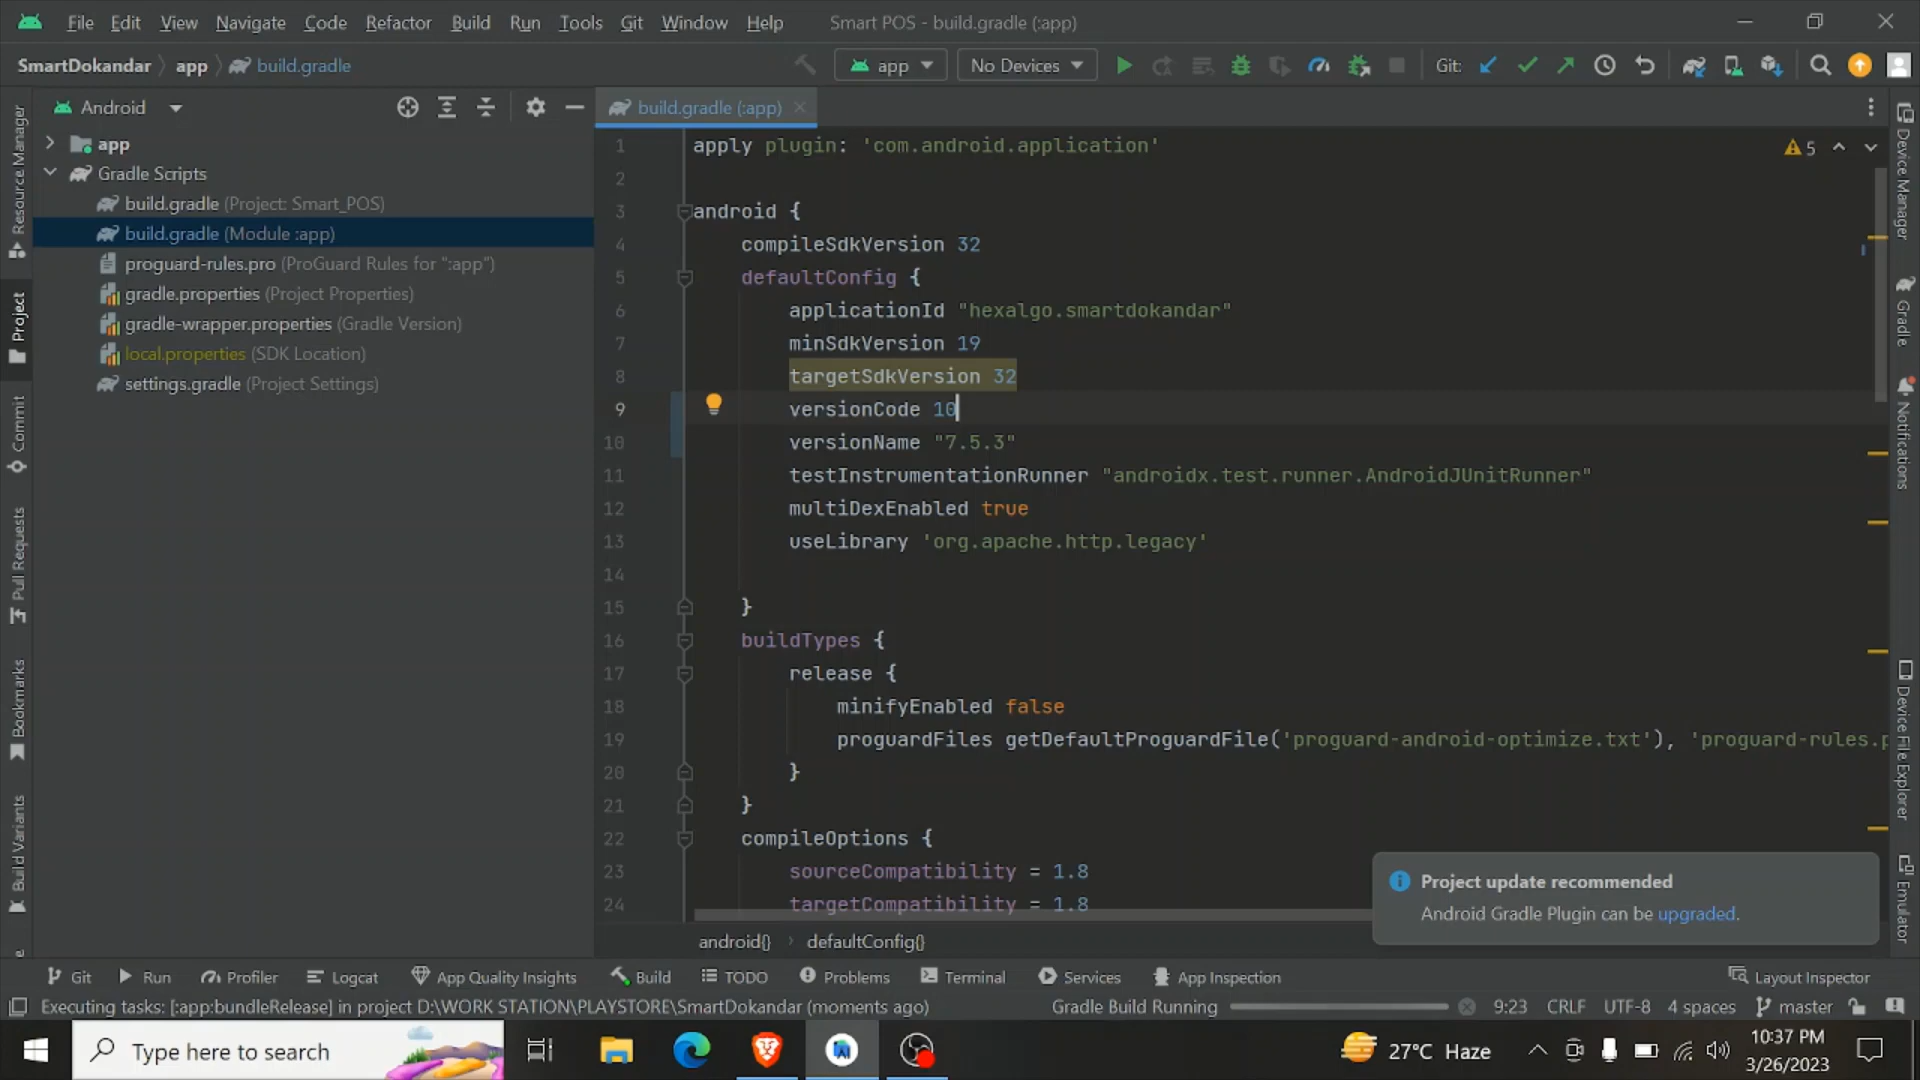 File Edit View Navigate Code Refactor Build Run Tools Git Window Help Smart POS - build.gradle (:app)
SmartDokandar app build.gradle app No Devices Git:
Android build.gradle (:app)
app
Gradle Scripts
build.gradle (Project: Smart_POS)
build.gradle (Module :app)
proguard-rules.pro (ProGuard Rules for ":app")
gradle.properties (Project Properties)
gradle-wrapper.properties (Gradle Version)
local.properties (SDK Location)
settings.gradle (Project Settings)
Resource Manager
Project
Commit
Pull Requests
Bookmarks
Build Variants
1 apply plugin: 'com.android.application' 5
2
3 android {
4 compileSdkVersion 32
5 defaultConfig {
6 applicationId "hexalgo.smartdokandar"
7 minSdkVersion 19
8 targetSdkVersion 32
9 versionCode 10
10 versionName "7.5.3"
11 testInstrumentationRunner "androidx.test.runner.AndroidJUnitRunner"
12 multiDexEnabled true
13 useLibrary 'org.apache.http.legacy'
14
15 }
16 buildTypes {
17 release {
18 minifyEnabled false
19 proguardFiles getDefaultProguardFile('proguard-android-optimize.txt'), 'proguard-rules.p
20 }
21 }
22 compileOptions {
23 sourceCompatibility = 1.8
24 targetCompatibility = 1.8
android{} defaultConfig{}
Project update recommended
Android Gradle Plugin can be upgraded.
Device Manager
Gradle
Notifications
Device File Explorer
Emulator
Git Run Profiler Logcat App Quality Insights Build TODO Problems Terminal Services App Inspection Layout Inspector
Executing tasks: [:app:bundleRelease] in project D:\WORK STATION\PLAYSTORE\SmartDokandar (moments ago) Gradle Build Running 9:23 CRLF UTF-8 4 spaces master
Type here to search 27°C Haze 10:37 PM
3/26/2023